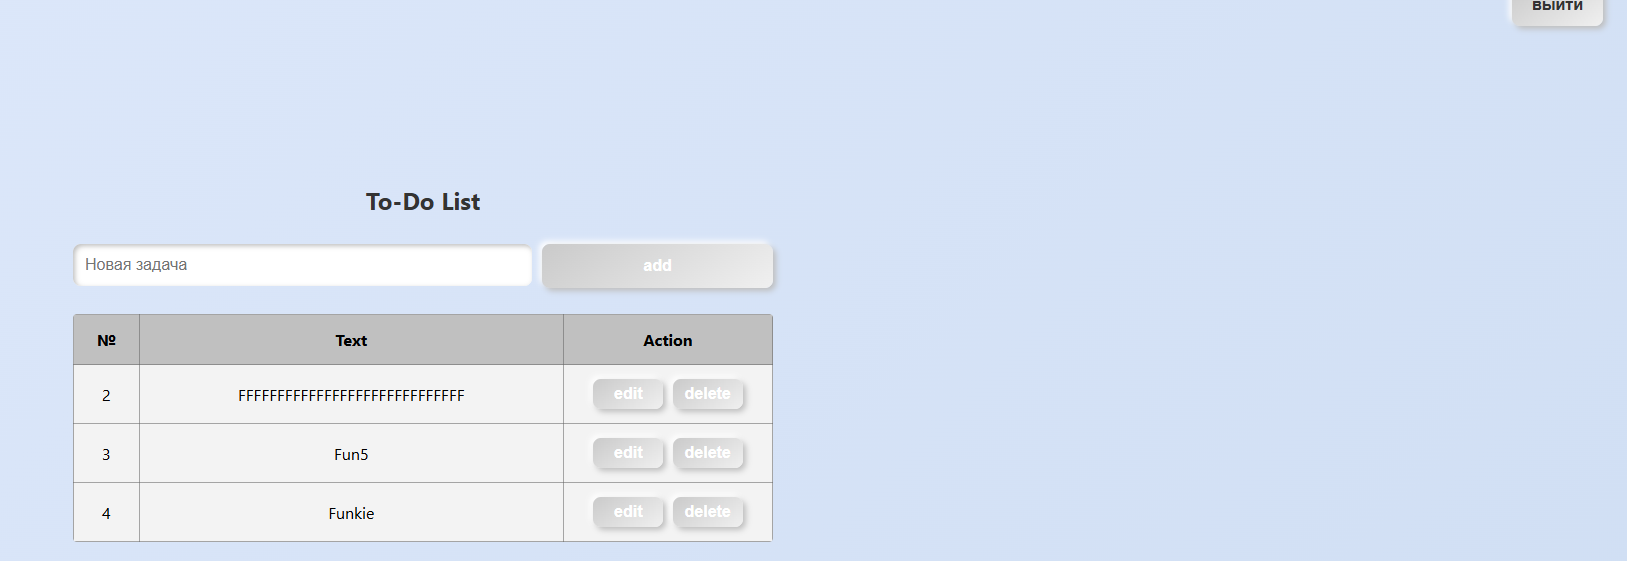 выйти
To-Do List
Новая задача add
№ Text Action
2 FFFFFFFFFFFFFFFFFFFFFFFFFFFFF edit delete
3 Fun5 edit delete
4 Funkie edit delete